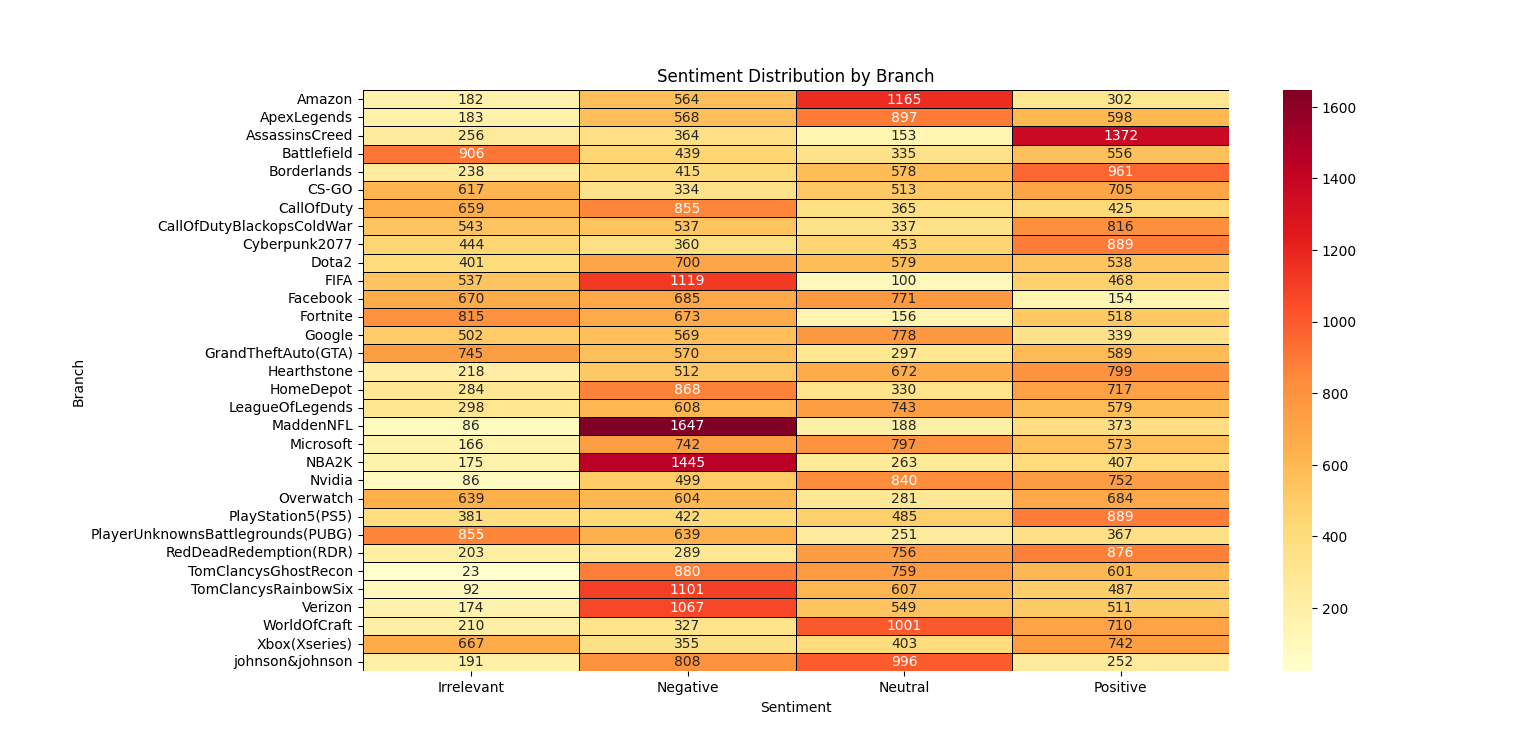 Sentiment Distribution by Branch
Amazon 182 564 1165 302
ApexLegends 183 568 897 598
AssassinsCreed 256 364 153 1372
Battlefield 906 439 335 556
Borderlands 238 415 578 961
CS-GO 617 334 513 705
CallOfDuty 659 855 365 425
CallOfDutyBlackopsColdWar 543 537 337 816
Cyberpunk2077 444 360 453 889
Dota2 401 700 579 538
FIFA 537 1119 100 468
Facebook 670 685 771 154
Fortnite 815 673 156 518
Google 502 569 778 339
GrandTheftAuto(GTA) 745 570 297 589
Hearthstone 218 512 672 799
HomeDepot 284 868 330 717
LeagueOfLegends 298 608 743 579
MaddenNFL 86 1647 188 373
Microsoft 166 742 797 573
NBA2K 175 1445 263 407
Nvidia 86 499 840 752
Overwatch 639 604 281 684
PlayStation5(PS5) 381 422 485 889
PlayerUnknownsBattlegrounds(PUBG) 855 639 251 367
RedDeadRedemption(RDR) 203 289 756 876
TomClancysGhostRecon 23 880 759 601
TomClancysRainbowSix 92 1101 607 487
Verizon 174 1067 549 511
WorldOfCraft 210 327 1001 710
Xbox(Xseries) 667 355 403 742
johnson&johnson 191 808 996 252
Irrelevant Negative Neutral Positive
Sentiment
Branch
1600
1400
1200
1000
800
600
400
200